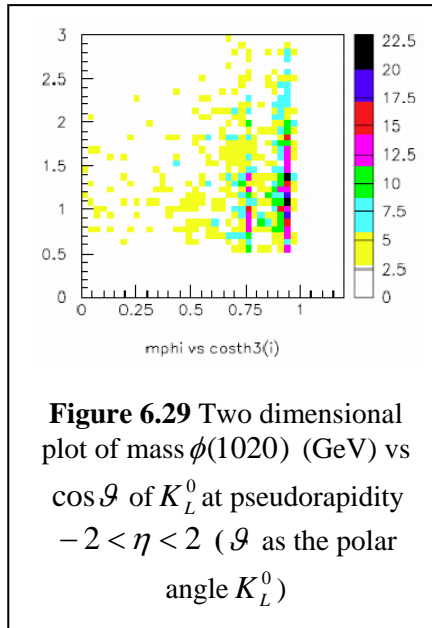 3
2.5
2
1.5
1
0.5
0
0 0.25 0.5 0.75 1
22.5
20
17.5
15
12.5
10
7.5
5
2.5
0
mphi vs costh3(i)
Figure 6.29 Two dimensional
plot of mass ϕ(1020) (GeV) vs
cos ϑ of K_L^0 at pseudorapidity
− 2 < η < 2 ( ϑ as the polar
angle K_L^0 )